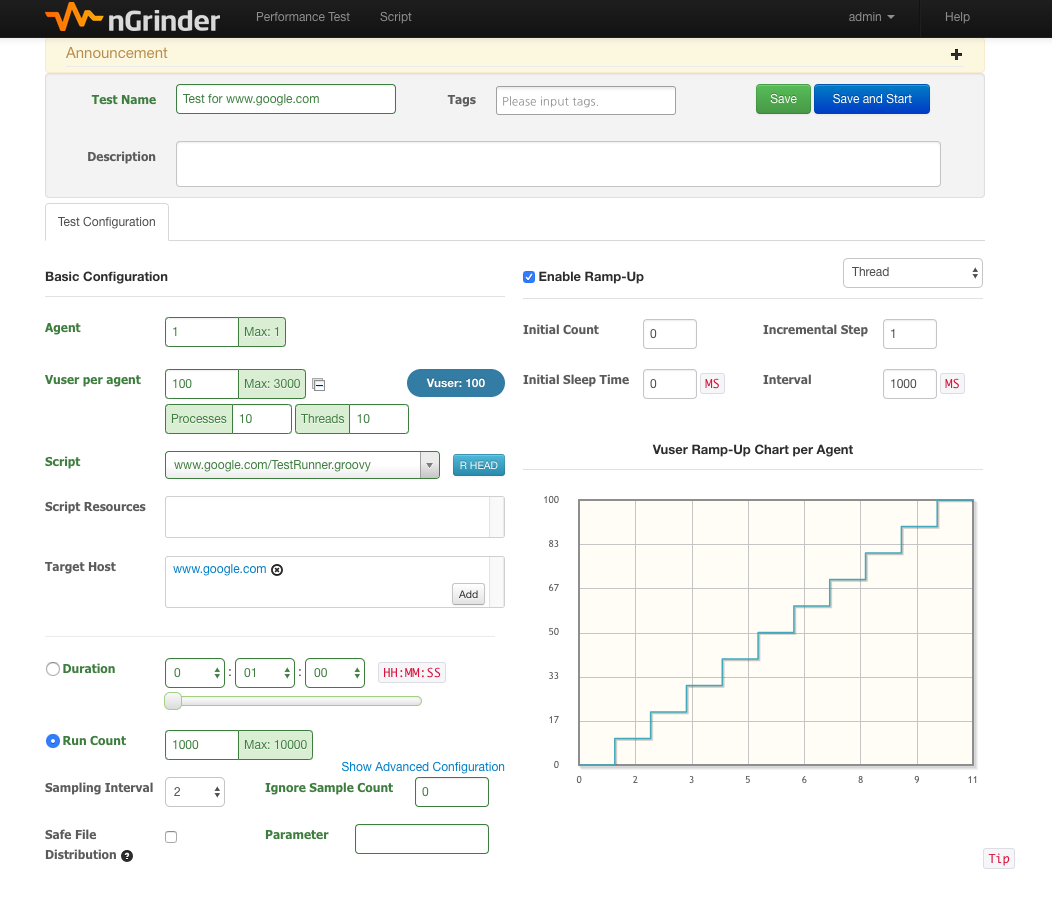 nGrinder Performance Test Script admin Help
Announcement
Test Name Test for www.google.com Tags Please input tags. Save Save and Start
Description
Test Configuration
Basic Configuration
Agent 1 Max: 1
Vuser per agent 100 Max: 3000 Vuser: 100
Processes 10 Threads 10
Script www.google.com/TestRunner.groovy R HEAD
Script Resources
Target Host www.google.com
Add
Duration 0 : 01 : 00 HH:MM:SS
Run Count 1000 Max: 10000
Show Advanced Configuration
Sampling Interval 2 Ignore Sample Count 0
Safe File
Distribution ?
Parameter
Enable Ramp-Up Thread
Initial Count 0 Incremental Step 1
Initial Sleep Time 0 MS Interval 1000 MS
Vuser Ramp-Up Chart per Agent
100
83
67
50
33
17
0
0 2 3 5 6 8 9 11
Tip